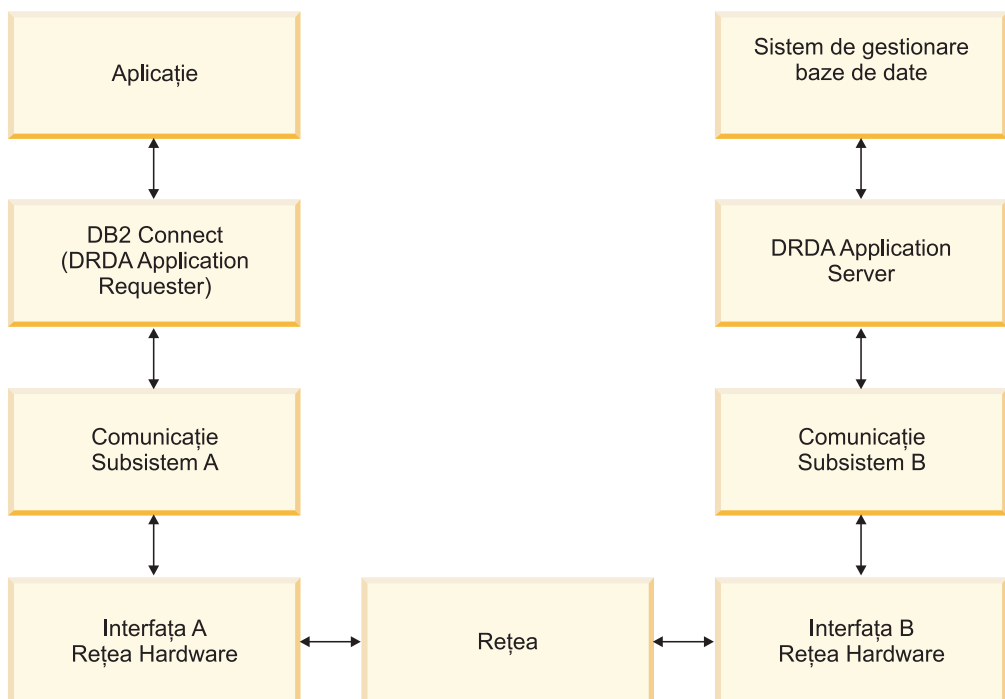 Aplicație
Sistem de gestionare
baze de date
DB2 Connect
(DRDA Application
Requester)
DRDA Application
Server
Comunicație
Subsistem A
Comunicație
Subsistem B
Interfața A
Rețea Hardware
Rețea
Interfața B
Rețea Hardware